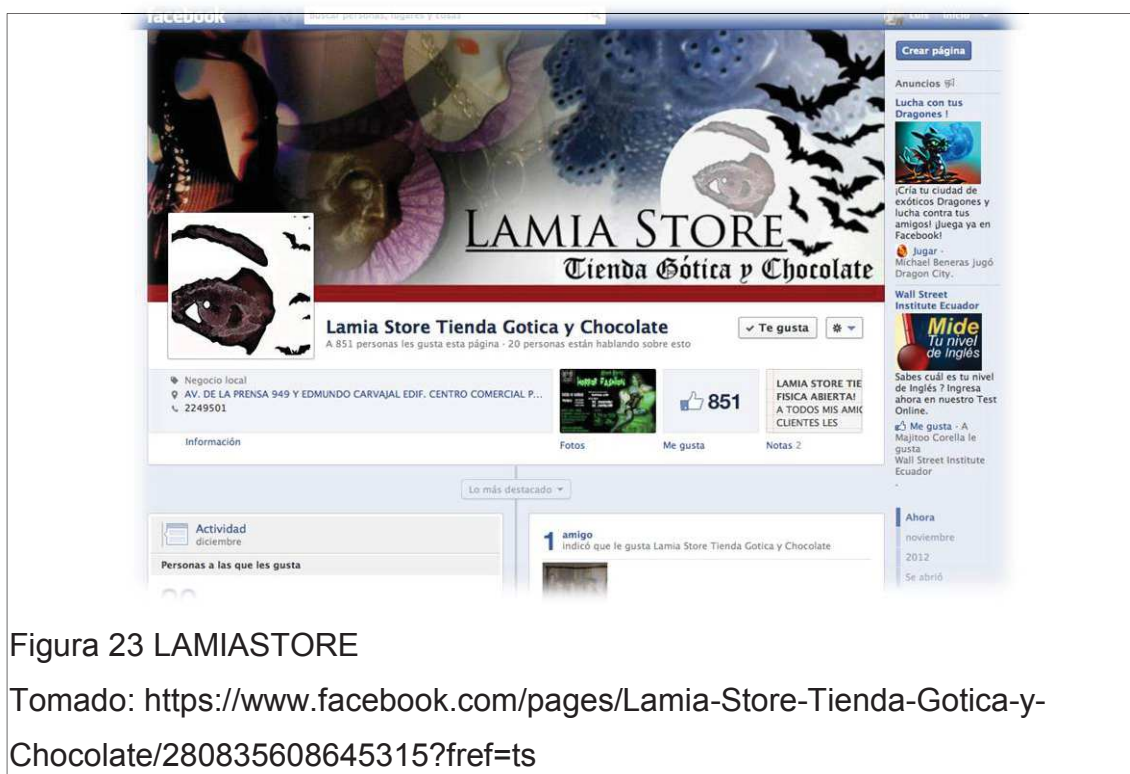 facebook
Buscar personas, lugares y cosas
Luis Inicio
LAMIA STORE
Tienda Gótica y Chocolate
Lamia Store Tienda Gotica y Chocolate
A 851 personas les gusta esta página · 20 personas están hablando sobre esto
✓ Te gusta
Negocio local
AV. DE LA PRENSA 949 Y EDMUNDO CARVAJAL EDIF. CENTRO COMERCIAL P...
2249501
Información
HORROR FASHION
Fotos
851
Me gusta
LAMIA STORE TIE
FISICA ABIERTA!
A TODOS MIS AMIG
CLIENTES LES
Notas 2
Lo más destacado
Actividad
diciembre
Personas a las que les gusta
1 amigo
indicó que le gusta Lamia Store Tienda Gotica y Chocolate
Crear página
Anuncios
Lucha con tus
Dragones !
¡Cría tu ciudad de
exóticos Dragones y
lucha contra tus
amigos! ¡Juega ya en
Facebook!
Jugar ·
Michael Beneras jugó
Dragon City.
Wall Street
Institute Ecuador
Mide
Tu nivel
de Inglés
Sabes cuál es tu nivel
de Inglés ? Ingresa
ahora en nuestro Test
Online.
Me gusta · A
Majitoo Corella le
gusta
Wall Street Institute
Ecuador
.
Ahora
noviembre
2012
Se abrió
Figura 23 LAMIASTORE
Tomado: https://www.facebook.com/pages/Lamia-Store-Tienda-Gotica-y-
Chocolate/280835608645315?fref=ts